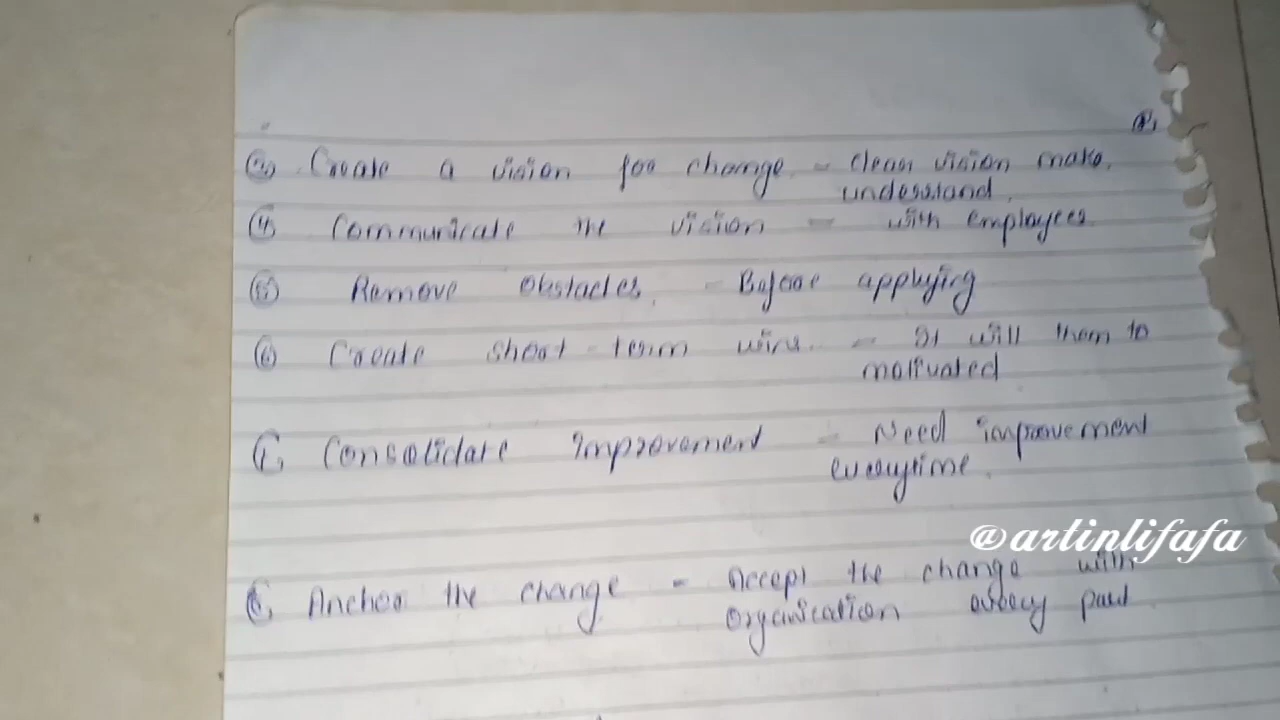 ③ Create a vision for change - clear vision make
understand.
④ Communicate the vision - with employees
⑤ Remove obstacles. - Before applying
⑥ Create short-term wins. - It will them to
motivated
7, Consolidate improvement - Need improvement
everytime.
@artinlifafa
8, Anchor the change - Accept the change with
organication every part